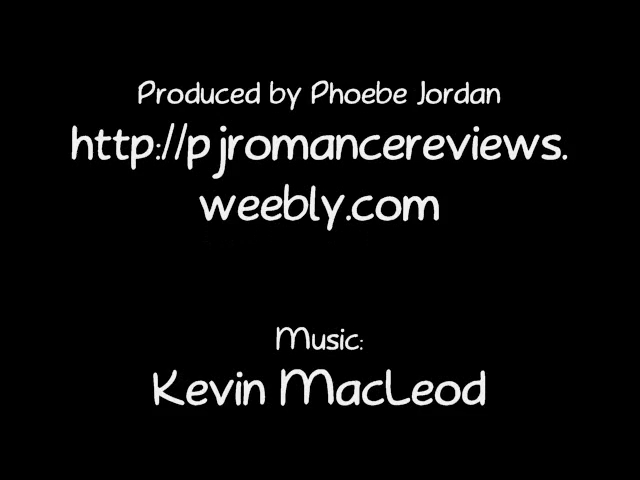 Produced by Phoebe Jordan
http://pjromancereviews.
weebly.com
Music:
Kevin MacLeod